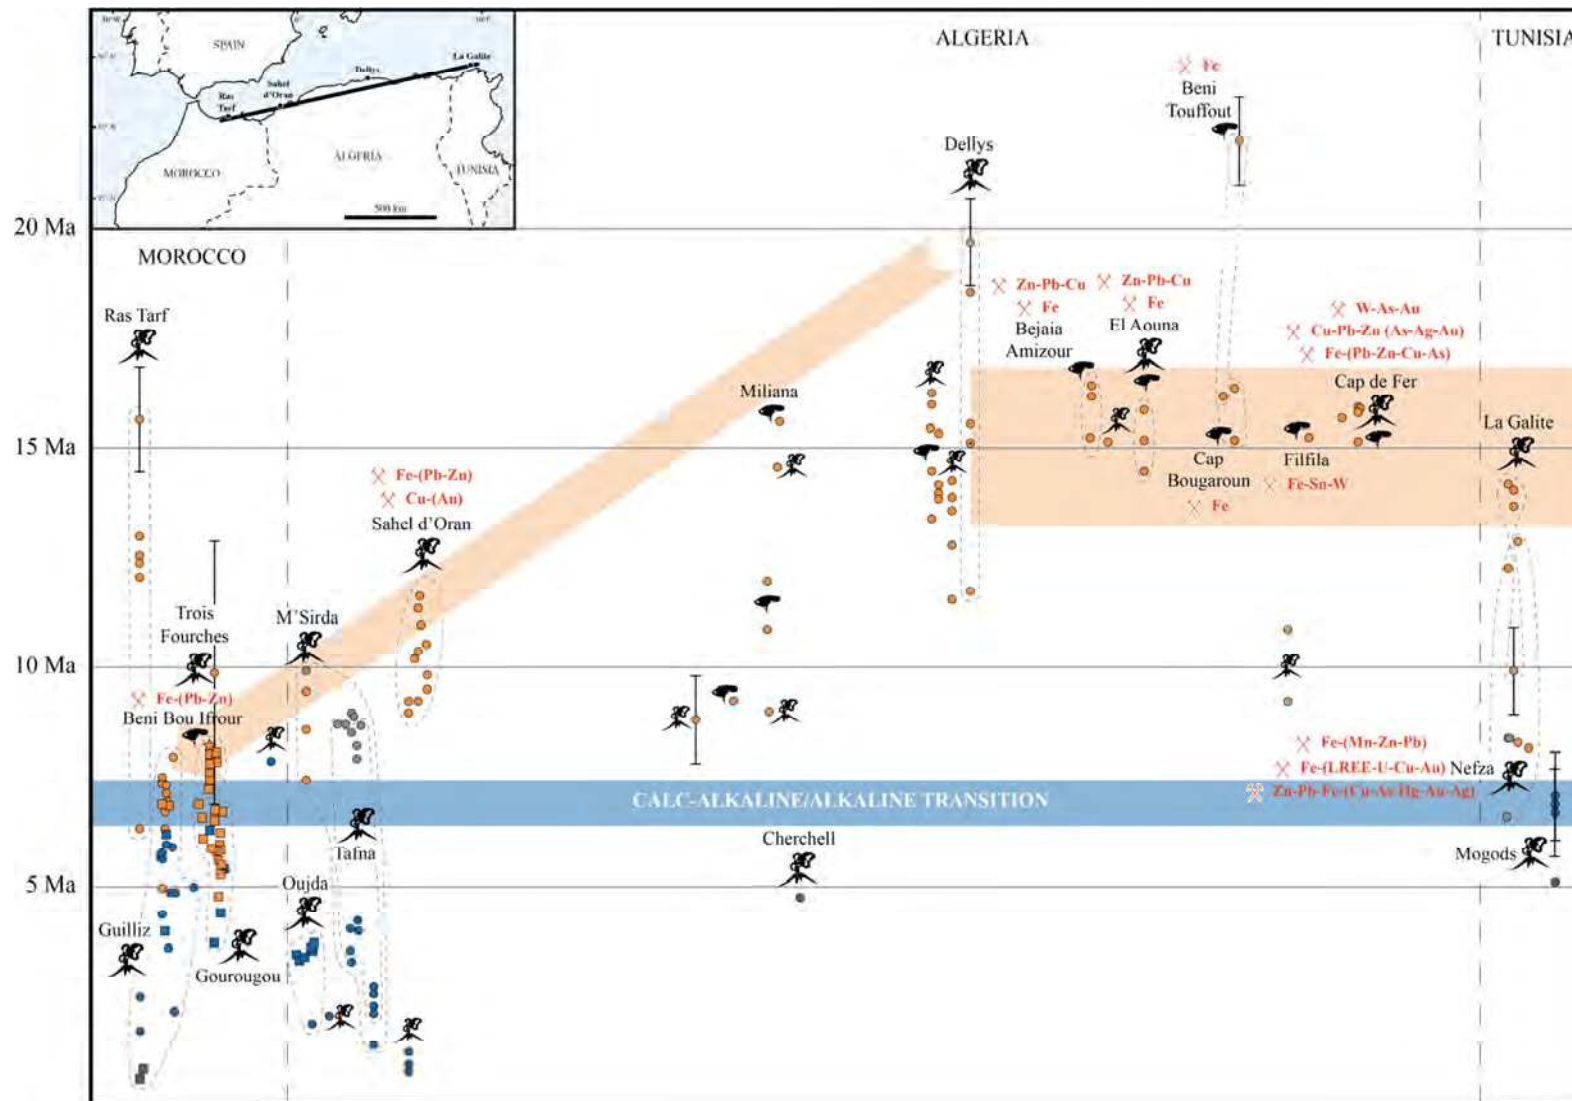 SPAIN
La Galite
Dellys
Sahel
d'Oran
Ras
Tarf
ALGERIA
MOROCCO
TUNISIA
500 km
ALGERIA
TUNISIA
Fe
Beni
Touffout
Dellys
20 Ma
MOROCCO
Ras Tarf
Zn-Pb-Cu
Fe
Bejaia
Amizour
Zn-Pb-Cu
Fe
El Aouna
W-As-Au
Cu-Pb-Zn (As-Ag-Au)
Fe-(Pb-Zn-Cu-As)
Cap de Fer
Miliana
La Galite
15 Ma
Cap
Bougaroun
Fe
Filfila
Fe-Sn-W
Fe-(Pb-Zn)
Cu-(Au)
Sahel d'Oran
Trois
Fourches
M'Sirda
10 Ma
Fe-(Pb-Zn)
Beni Bou Ifrour
Fe-(Mn-Zn-Pb)
Fe-(LREE-U-Cu-Au)
Nefza
Zn-Pb-Fe-(Cu-As-Hg-Au-Ag)
CALC-ALKALINE/ALKALINE TRANSITION
Tafna
Cherchell
Mogods
5 Ma
Oujda
Guilliz
Gourougou